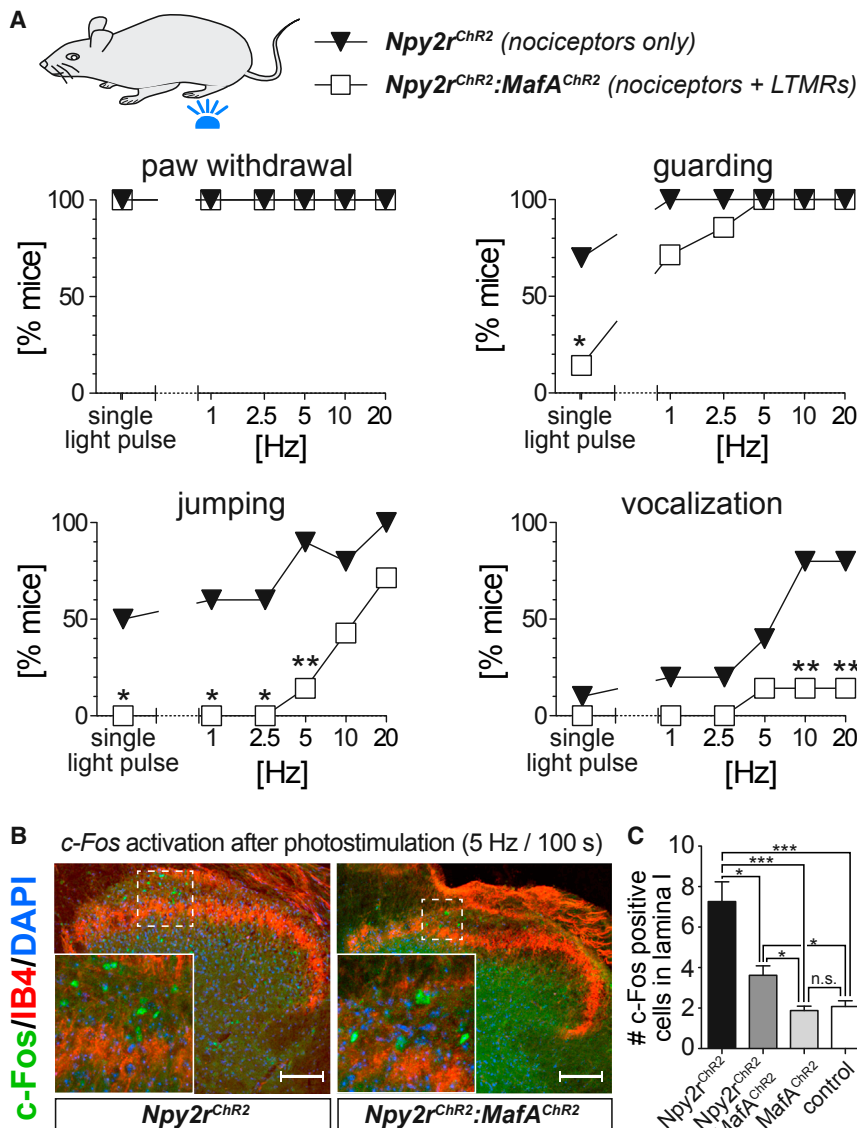 A
Npy2rChR2 (nociceptors only)
Npy2rChR2:MafAChR2 (nociceptors + LTMRs)
paw withdrawal
[% mice]
100
50
0
single light pulse
1 2.5 5 10 20
[Hz]
guarding
[% mice]
100
50
0
*
single light pulse
1 2.5 5 10 20
[Hz]
jumping
[% mice]
100
50
0
* * * **
single light pulse
1 2.5 5 10 20
[Hz]
vocalization
[% mice]
100
50
0
** **
single light pulse
1 2.5 5 10 20
[Hz]
B
c-Fos activation after photostimulation (5 Hz / 100 s)
c-Fos/IB4/DAPI
Npy2rChR2
Npy2rChR2:MafAChR2
C
# c-Fos positive
cells in lamina I
10
8
6
4
2
0
***
***
*
*
*
n.s.
Npy2rChR2
Npy2rChR2
MafAChR2
MafAChR2
control